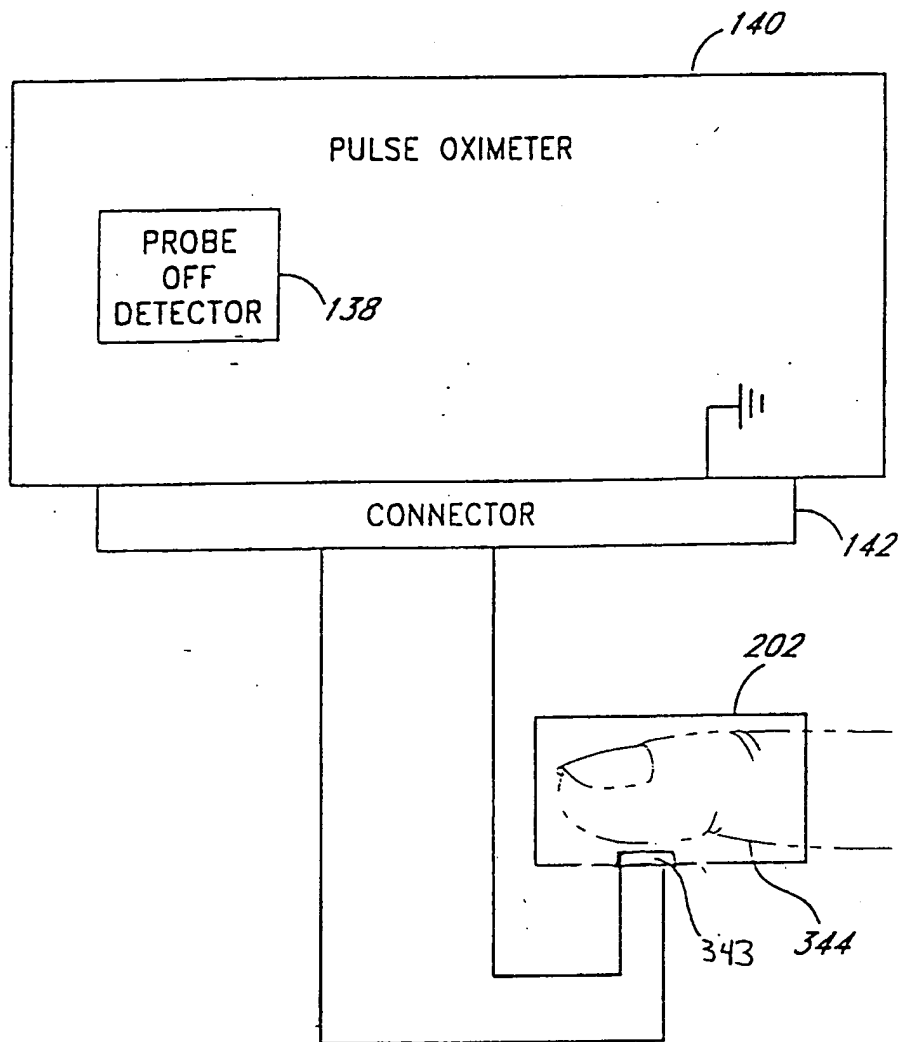 140
PULSE OXIMETER
PROBE
OFF
DETECTOR
138
CONNECTOR
142
202
343
344